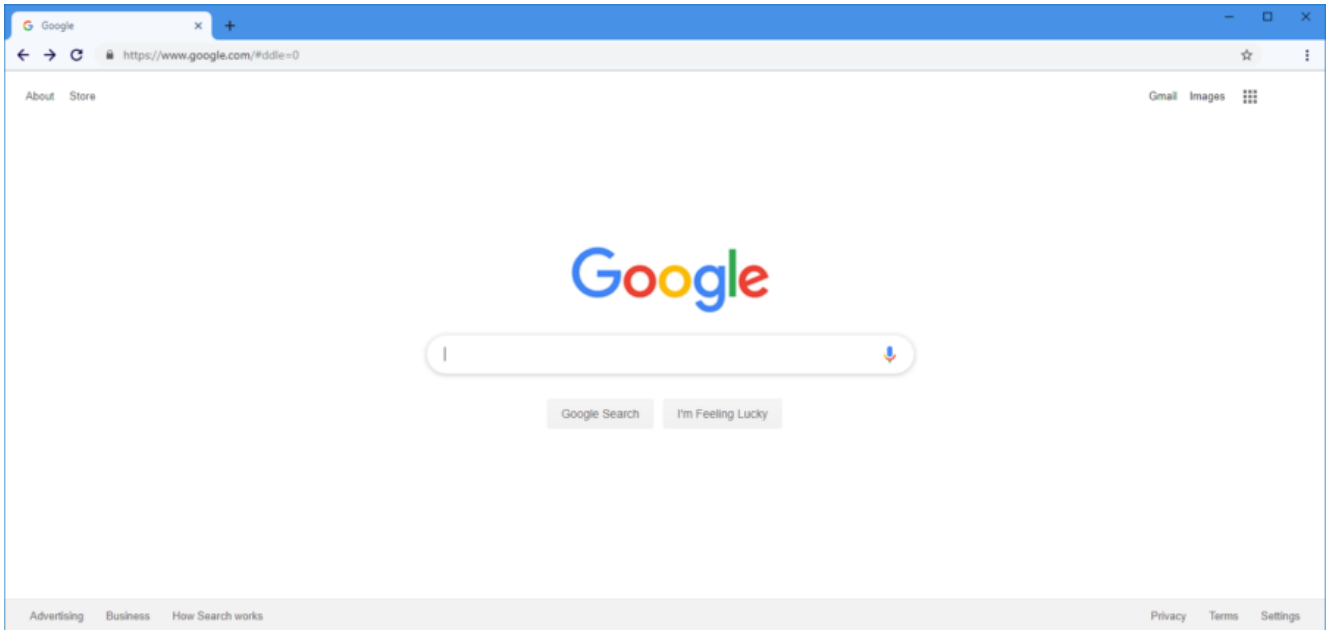 Google
https://www.google.com/#ddle=0
About Store Gmail Images
Google
Google Search I'm Feeling Lucky
Advertising Business How Search works Privacy Terms Settings